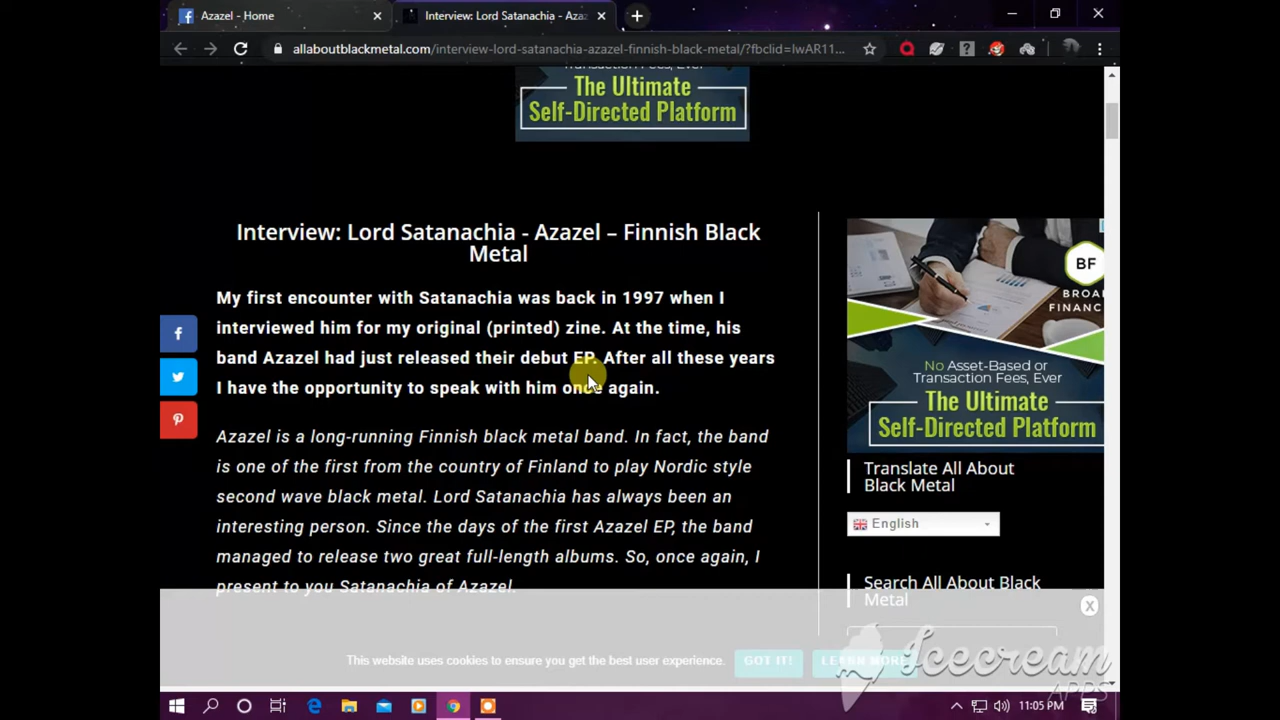 Azazel - Home
Interview: Lord Satanachia - Aza
allaboutblackmetal.com/interview-lord-satanachia-azazel-finnish-black-metal/?fbclid=IwAR11...
Transaction Fees, Ever
The Ultimate
Self-Directed Platform
Interview: Lord Satanachia - Azazel – Finnish Black
Metal
My first encounter with Satanachia was back in 1997 when I
interviewed him for my original (printed) zine. At the time, his
band Azazel had just released their debut EP. After all these years
I have the opportunity to speak with him once again.
Azazel is a long-running Finnish black metal band. In fact, the band
is one of the first from the country of Finland to play Nordic style
second wave black metal. Lord Satanachia has always been an
interesting person. Since the days of the first Azazel EP, the band
managed to release two great full-length albums. So, once again, I
present to you Satanachia of Azazel.
BF
BROA
FINANC
No Asset-Based or
Transaction Fees, Ever
The Ultimate
Self-Directed Platform
Translate All About
Black Metal
English
Search All About Black
Metal
X
This website uses cookies to ensure you get the best user experience.
GOT IT!
LEARN MORE
Icecream
APPS
11:05 PM